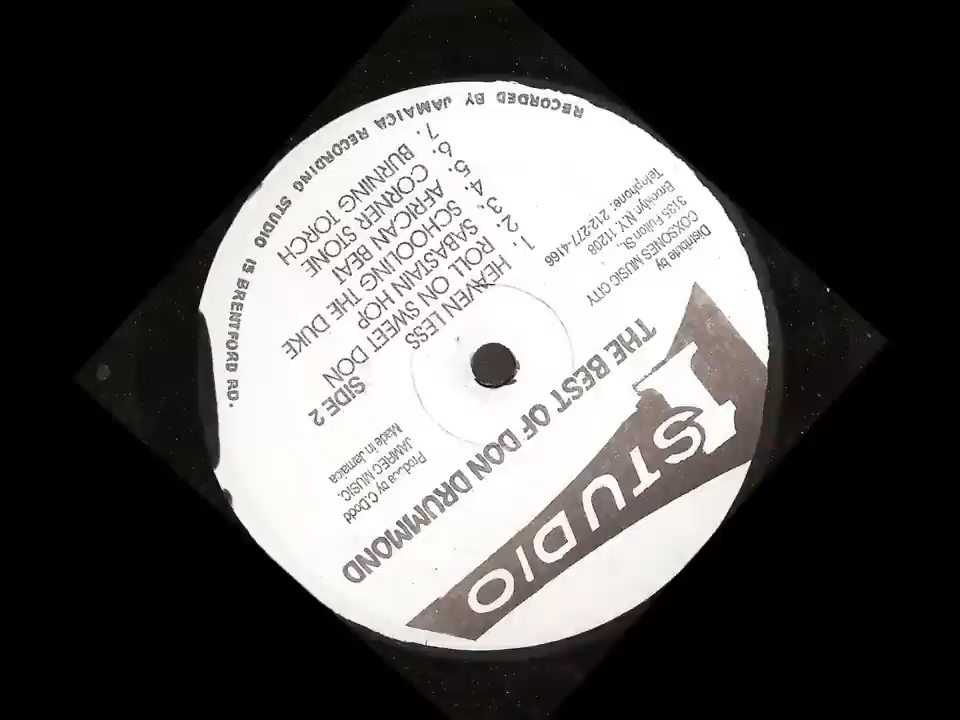 STUDIO 1
THE BEST OF DON DRUMMOND
Distribute by
COXSONES MUSIC CITY
3135 Fulton St.,
Brooklyn N.Y. 11208
Telephone: 212-277-4166
Produce by C.Dodd
JAMREC MUSIC.
Made in Jamaica
SIDE 2
1. HEAVEN LESS
2. ROLL ON SWEET DON
3. SABASTAIN HOP
4. SCHOOLING THE DUKE
5. AFRICAN BEAT
6. CORNER STONE
7. BURNING TORCH
RECORDED BY JAMAICA RECORDING STUDIO 13 BRENTFORD RD.